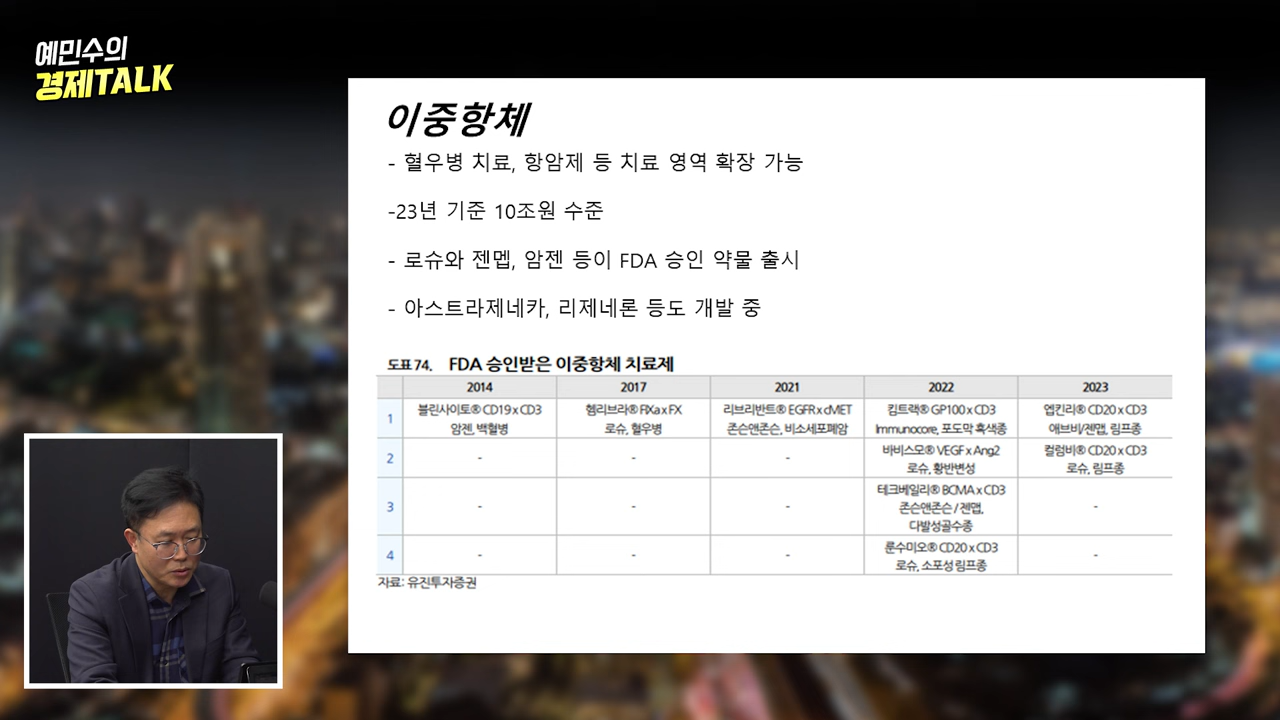 예민수의
경제TALK
이중항체
- 혈우병 치료, 항암제 등 치료 영역 확장 가능
-23년 기준 10조원 수준
- 로슈와 젠멥, 암젠 등이 FDA 승인 약물 출시
- 아스트라제네카, 리제네론 등도 개발 중
도표 74. FDA 승인받은 이중항체 치료제
2014 2017 2021 2022 2023
1 블린사이토® CD19 x CD3 헴리브라® FIXa x FX 리브리반트® EGFR x cMET 킴트랙® GP100 x CD3 엡킨리® CD20 x CD3
암젠, 백혈병 로슈, 혈우병 존슨앤존슨, 비소세포폐암 Immunocore, 포도막 흑색종 애브비/젠맵, 림프종
2 - - - 바비스모® VEGF x Ang2 컬럼비® CD20 x CD3
로슈, 황반변성 로슈, 림프종
3 - - - 테크베일리® BCMA x CD3 -
존슨앤존슨 / 젠맵,
다발성골수종
4 - - - 룬수미오® CD20 x CD3 -
로슈, 소포성 림프종
자료: 유진투자증권